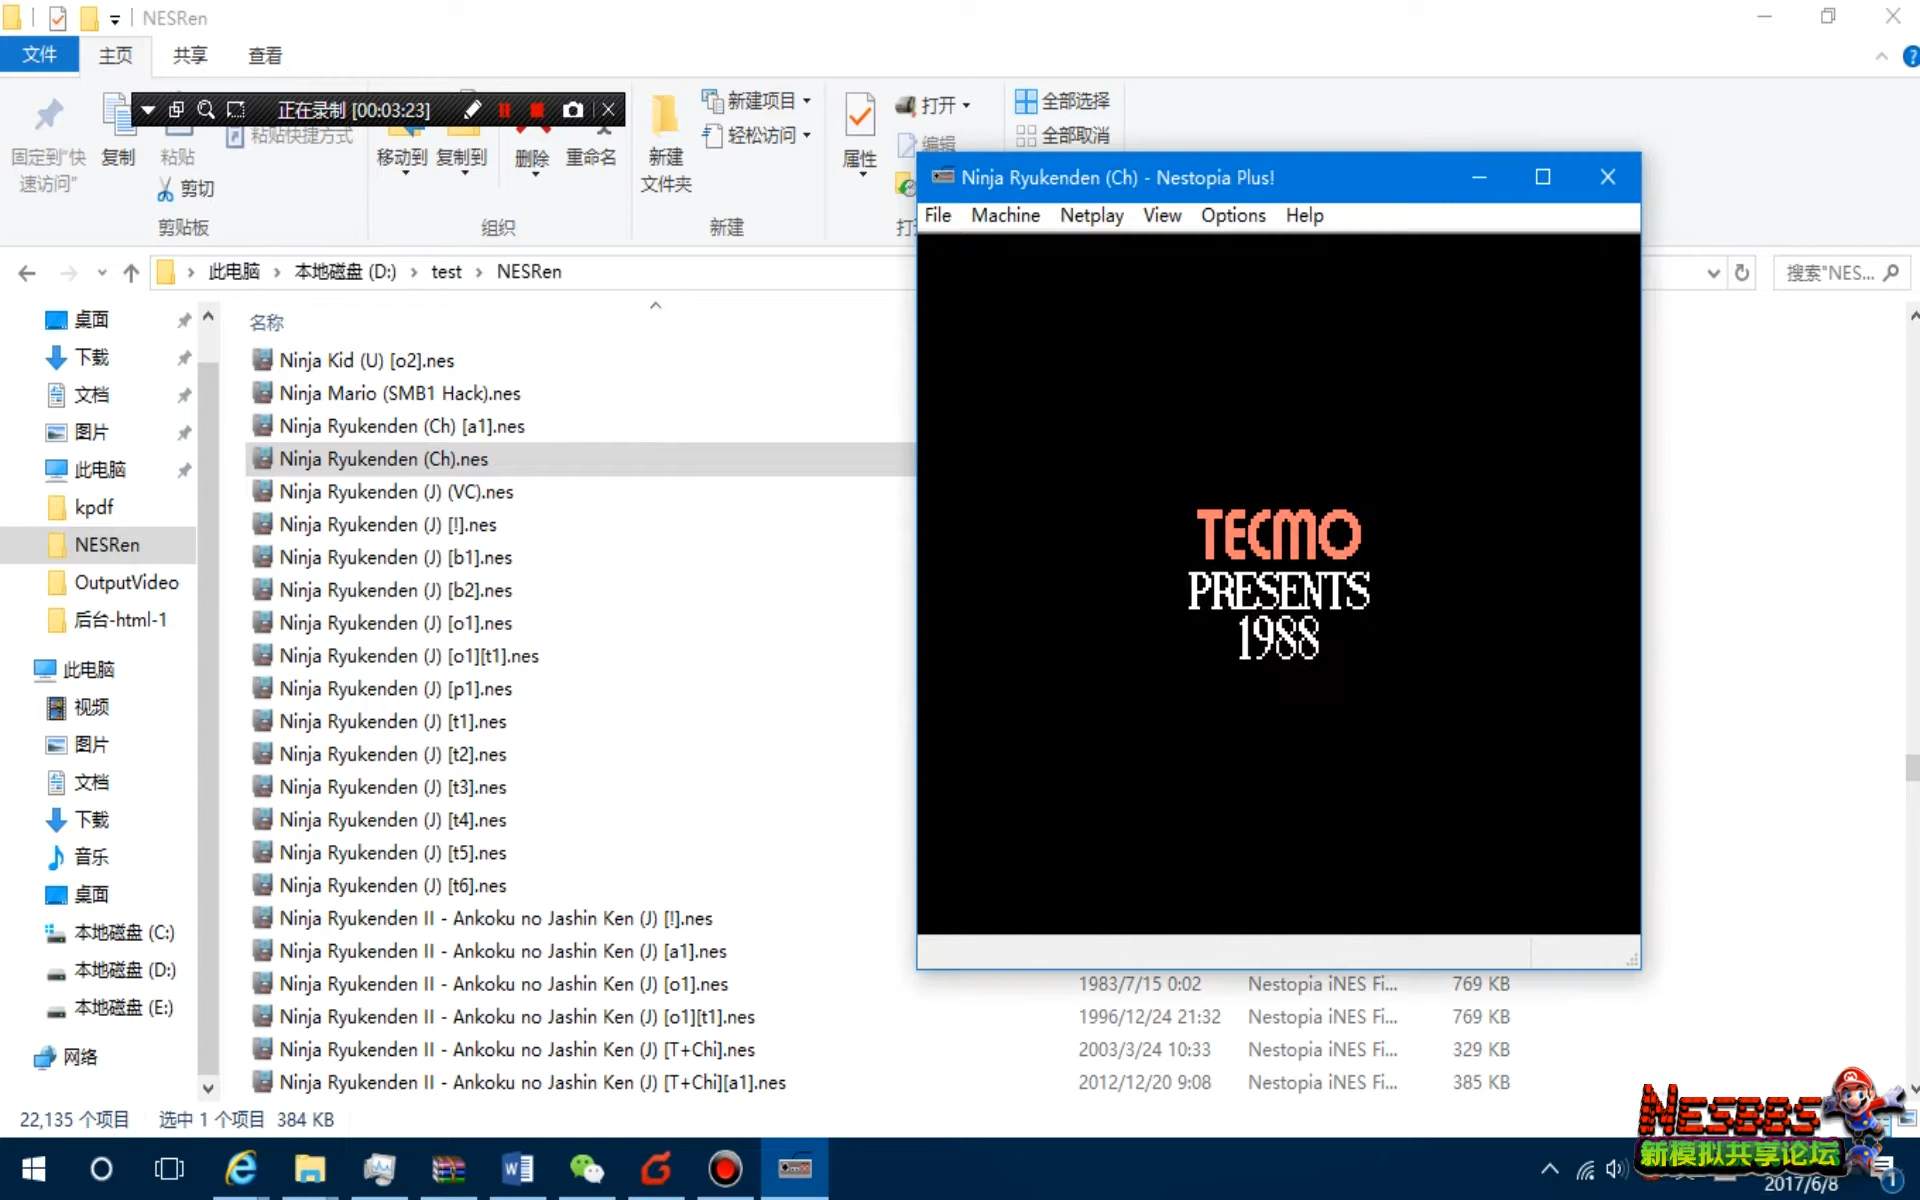 NESRen
文件 主页 共享 查看
正在录制 [00:03:23]
固定到"快
速访问"
复制
粘贴
粘贴快捷方式
剪切
剪贴板
移动到 复制到 删除 重命名
组织
新建
文件夹
新建项目
轻松访问
新建
属性
打开
编辑
全部选择
全部取消
此电脑 › 本地磁盘 (D:) › test › NESRen
搜索"NES...
桌面
下载
文档
图片
此电脑
kpdf
NESRen
OutputVideo
后台-html-1
此电脑
视频
图片
文档
下载
音乐
桌面
本地磁盘 (C:)
本地磁盘 (D:)
本地磁盘 (E:)
网络
名称
Ninja Kid (U) [o2].nes
Ninja Mario (SMB1 Hack).nes
Ninja Ryukenden (Ch) [a1].nes
Ninja Ryukenden (Ch).nes
Ninja Ryukenden (J) (VC).nes
Ninja Ryukenden (J) [!].nes
Ninja Ryukenden (J) [b1].nes
Ninja Ryukenden (J) [b2].nes
Ninja Ryukenden (J) [o1].nes
Ninja Ryukenden (J) [o1][t1].nes
Ninja Ryukenden (J) [p1].nes
Ninja Ryukenden (J) [t1].nes
Ninja Ryukenden (J) [t2].nes
Ninja Ryukenden (J) [t3].nes
Ninja Ryukenden (J) [t4].nes
Ninja Ryukenden (J) [t5].nes
Ninja Ryukenden (J) [t6].nes
Ninja Ryukenden II - Ankoku no Jashin Ken (J) [!].nes
Ninja Ryukenden II - Ankoku no Jashin Ken (J) [a1].nes
Ninja Ryukenden II - Ankoku no Jashin Ken (J) [o1].nes 1983/7/15 0:02 Nestopia iNES Fi... 769 KB
Ninja Ryukenden II - Ankoku no Jashin Ken (J) [o1][t1].nes 1996/12/24 21:32 Nestopia iNES Fi... 769 KB
Ninja Ryukenden II - Ankoku no Jashin Ken (J) [T+Chi].nes 2003/3/24 10:33 Nestopia iNES Fi... 329 KB
Ninja Ryukenden II - Ankoku no Jashin Ken (J) [T+Chi][a1].nes 2012/12/20 9:08 Nestopia iNES Fi... 385 KB
Ninja Ryukenden (Ch) - Nestopia Plus!
File Machine Netplay View Options Help
TECMO
PRESENTS
1988
22,135 个项目 选中 1 个项目 384 KB
NESBBS
新模拟共享论坛
2017/6/8
1